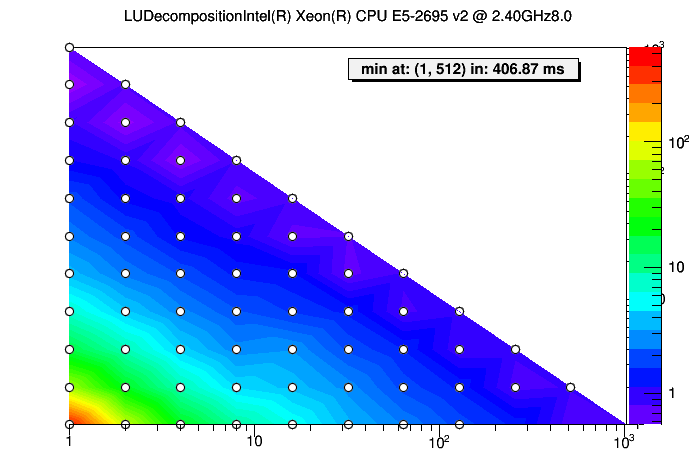 LUDecompositionIntel(R) Xeon(R) CPU E5-2695 v2 @ 2.40GHz8.0
min at: (1, 512) in: 406.87 ms
10²
10
1
1 10 10² 10³